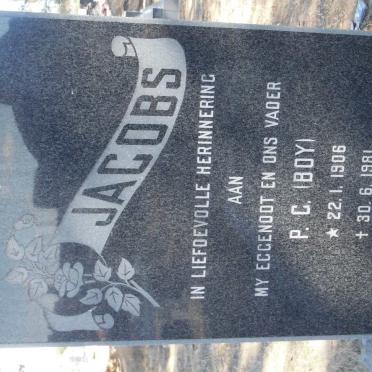 JACOBS
IN LIEFDEVOLLE HERINNERING
AAN
MY EGGENOOT EN ONS VADER
P. C. (BOY)
★ 22.1.1906
✝ 30.6.1981